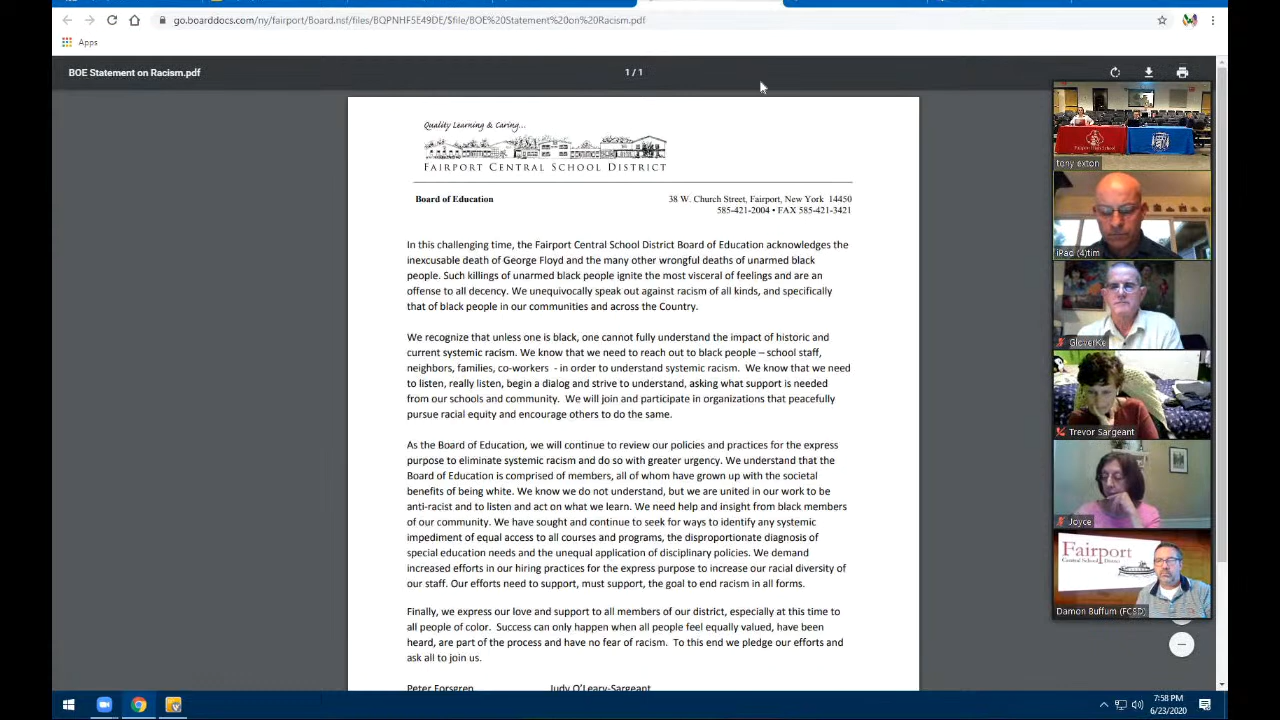 go.boarddocs.com/ny/fairport/Board.nsf/files/BQPNHF5E49DE/$file/BOE%20Statement%20on%20Racism.pdf
Apps
BOE Statement on Racism.pdf
1 / 1
Quality Learning & Caring...
FAIRPORT CENTRAL SCHOOL DISTRICT
Board of Education
38 W. Church Street, Fairport, New York 14450
585-421-2004 • FAX 585-421-3421
In this challenging time, the Fairport Central School District Board of Education acknowledges the
inexcusable death of George Floyd and the many other wrongful deaths of unarmed black
people. Such killings of unarmed black people ignite the most visceral of feelings and are an
offense to all decency. We unequivocally speak out against racism of all kinds, and specifically
that of black people in our communities and across the Country.
We recognize that unless one is black, one cannot fully understand the impact of historic and
current systemic racism. We know that we need to reach out to black people – school staff,
neighbors, families, co-workers - in order to understand systemic racism. We know that we need
to listen, really listen, begin a dialog and strive to understand, asking what support is needed
from our schools and community. We will join and participate in organizations that peacefully
pursue racial equity and encourage others to do the same.
As the Board of Education, we will continue to review our policies and practices for the express
purpose to eliminate systemic racism and do so with greater urgency. We understand that the
Board of Education is comprised of members, all of whom have grown up with the societal
benefits of being white. We know we do not understand, but we are united in our work to be
anti-racist and to listen and act on what we learn. We need help and insight from black members
of our community. We have sought and continue to seek for ways to identify any systemic
impediment of equal access to all courses and programs, the disproportionate diagnosis of
special education needs and the unequal application of disciplinary policies. We demand
increased efforts in our hiring practices for the express purpose to increase our racial diversity of
our staff. Our efforts need to support, must support, the goal to end racism in all forms.
Finally, we express our love and support to all members of our district, especially at this time to
all people of color. Success can only happen when all people feel equally valued, have been
heard, are part of the process and have no fear of racism. To this end we pledge our efforts and
ask all to join us.
Peter Forsgren
Judy O'Leary-Sargeant
tony exton
iPad (4)tim
GloverKe
Trevor Sargeant
Joyce
Fairport
Central School District
Damon Buffum (FCSD)
7:58 PM
6/23/2020